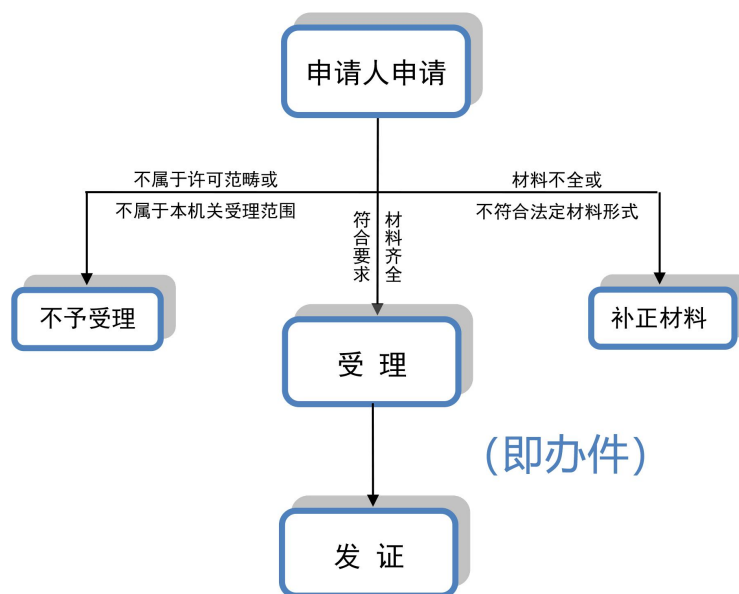 申请人申请
不属于许可范畴或
不属于本机关受理范围
材料不全或
不符合法定材料形式
符合要求
材料齐全
不予受理
受 理
补正材料
(即办件)
发 证